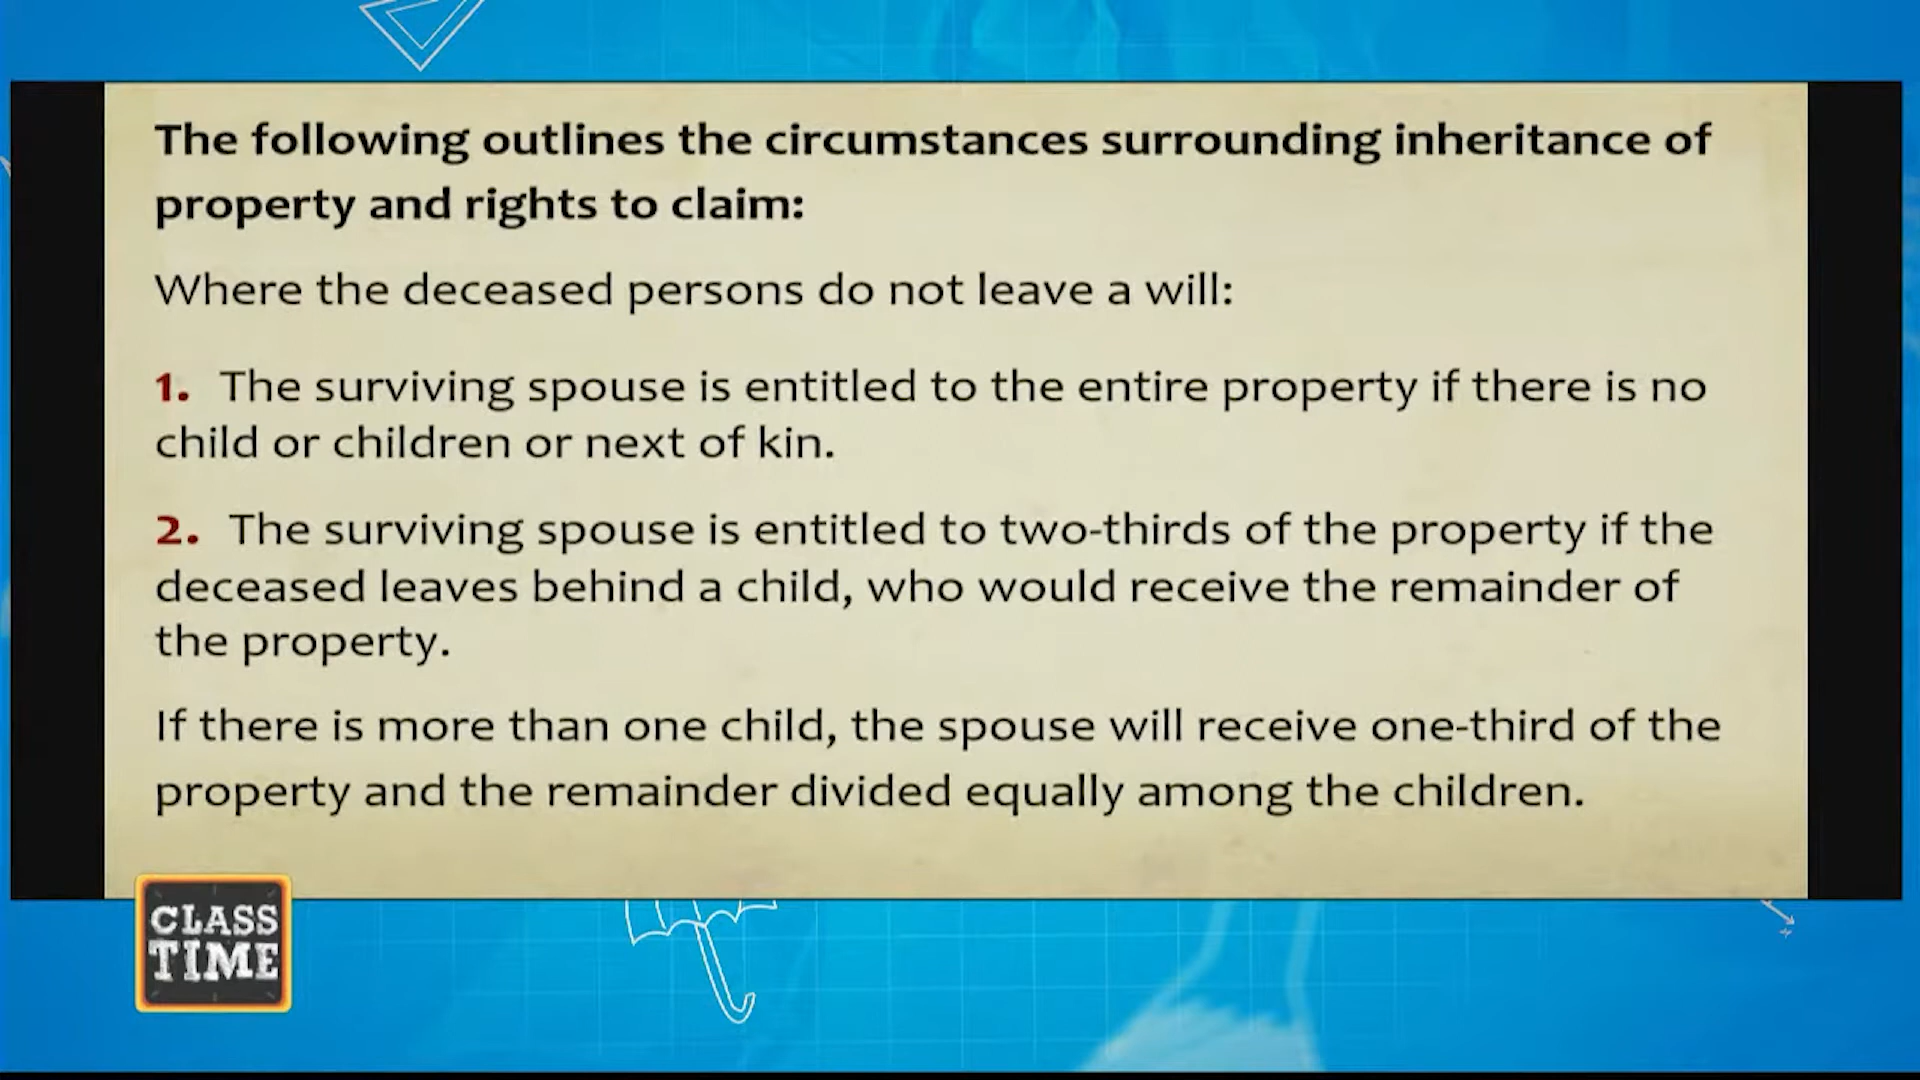 The following outlines the circumstances surrounding inheritance of
property and rights to claim:
Where the deceased persons do not leave a will:
1. The surviving spouse is entitled to the entire property if there is no
child or children or next of kin.
2. The surviving spouse is entitled to two-thirds of the property if the
deceased leaves behind a child, who would receive the remainder of
the property.
If there is more than one child, the spouse will receive one-third of the
property and the remainder divided equally among the children.
CLASS
TIME